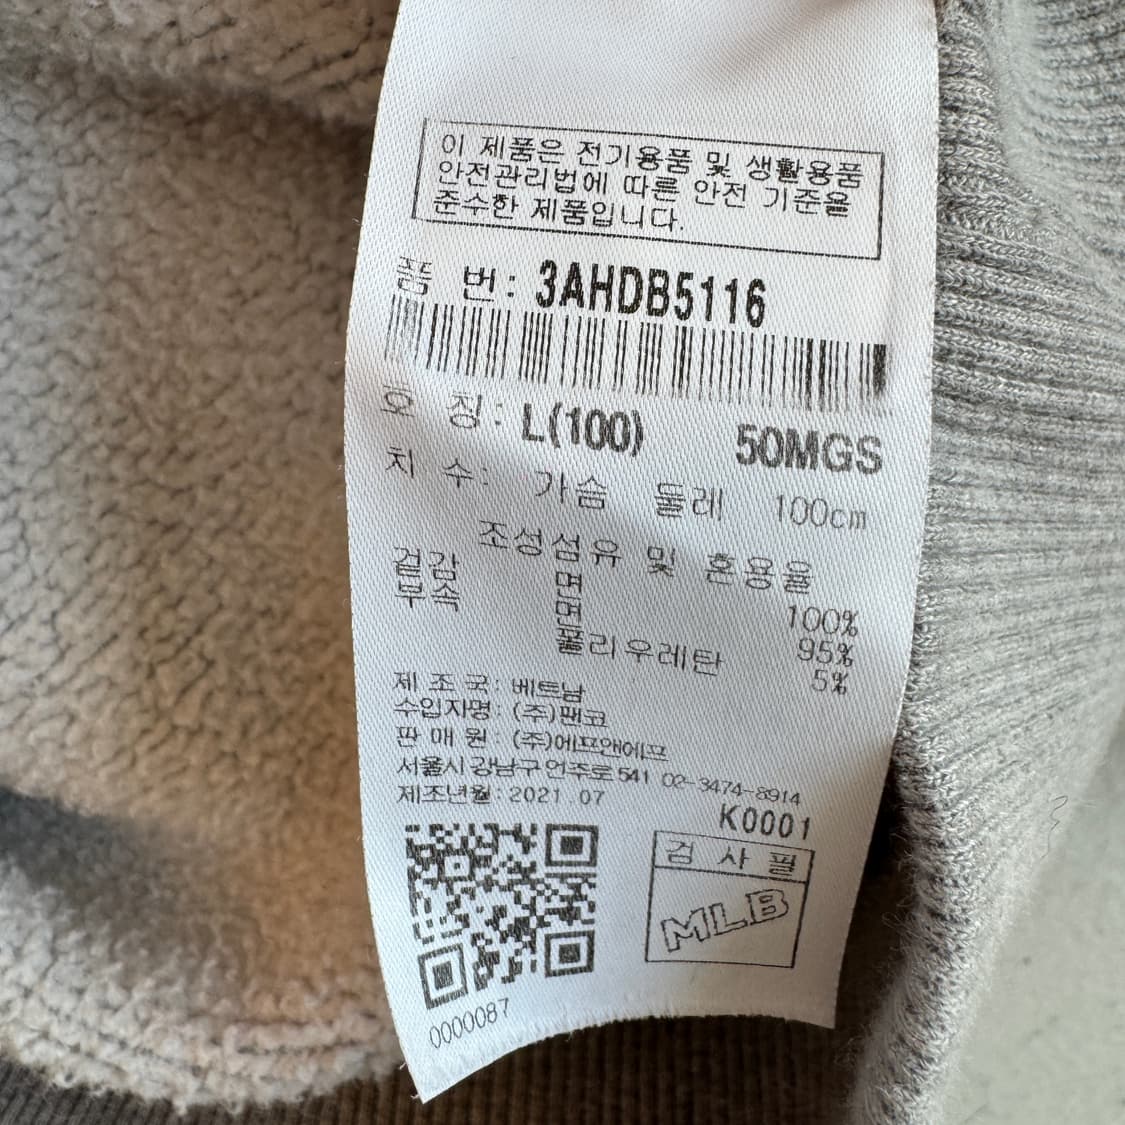 이 제품은 전기용품 및 생활용품
안전관리법에 따른 안전 기준을
준수한 제품입니다.
품 번: 3AHDB5116
호 칭: L(100) 50MGS
치 수: 가슴 둘레 100cm
조성섬유 및 혼용율
겉감 면 100%
부속 면 95%
폴리우레탄 5%
제 조 국: 베트남
수입자명: (주)팬코
판 매 원: (주)에프앤에프
서울시 강남구 언주로 541 02-3474-8914
제조년월: 2021.07
K0001
검 사 필
MLB
0000087